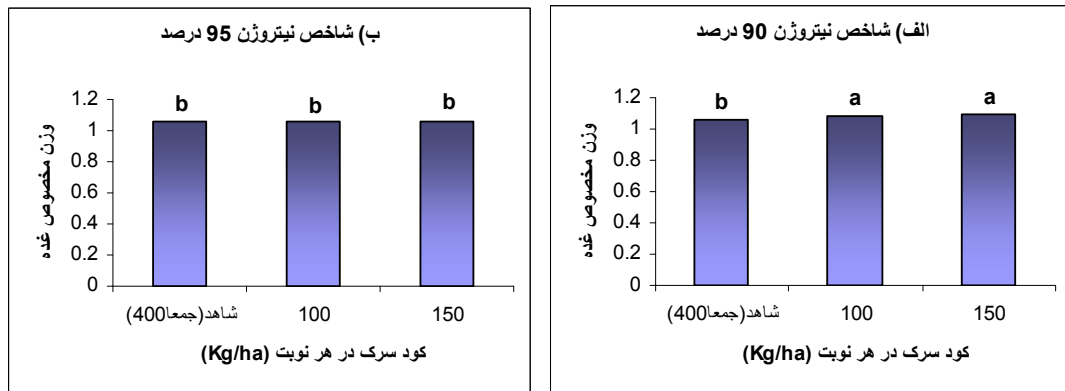 الف) شاخص نیتروژن 90 درصد
وزن مخصوص غده
1.2
1
0.8
0.6
0.4
0.2
0
b
a
a
شاهد(جمعا400)
100
150
کود سرک در هر نوبت (Kg/ha)
ب) شاخص نیتروژن 95 درصد
وزن مخصوص غده
1.2
1
0.8
0.6
0.4
0.2
0
b
b
b
شاهد(جمعا400)
100
150
کود سرک در هر نوبت (Kg/ha)